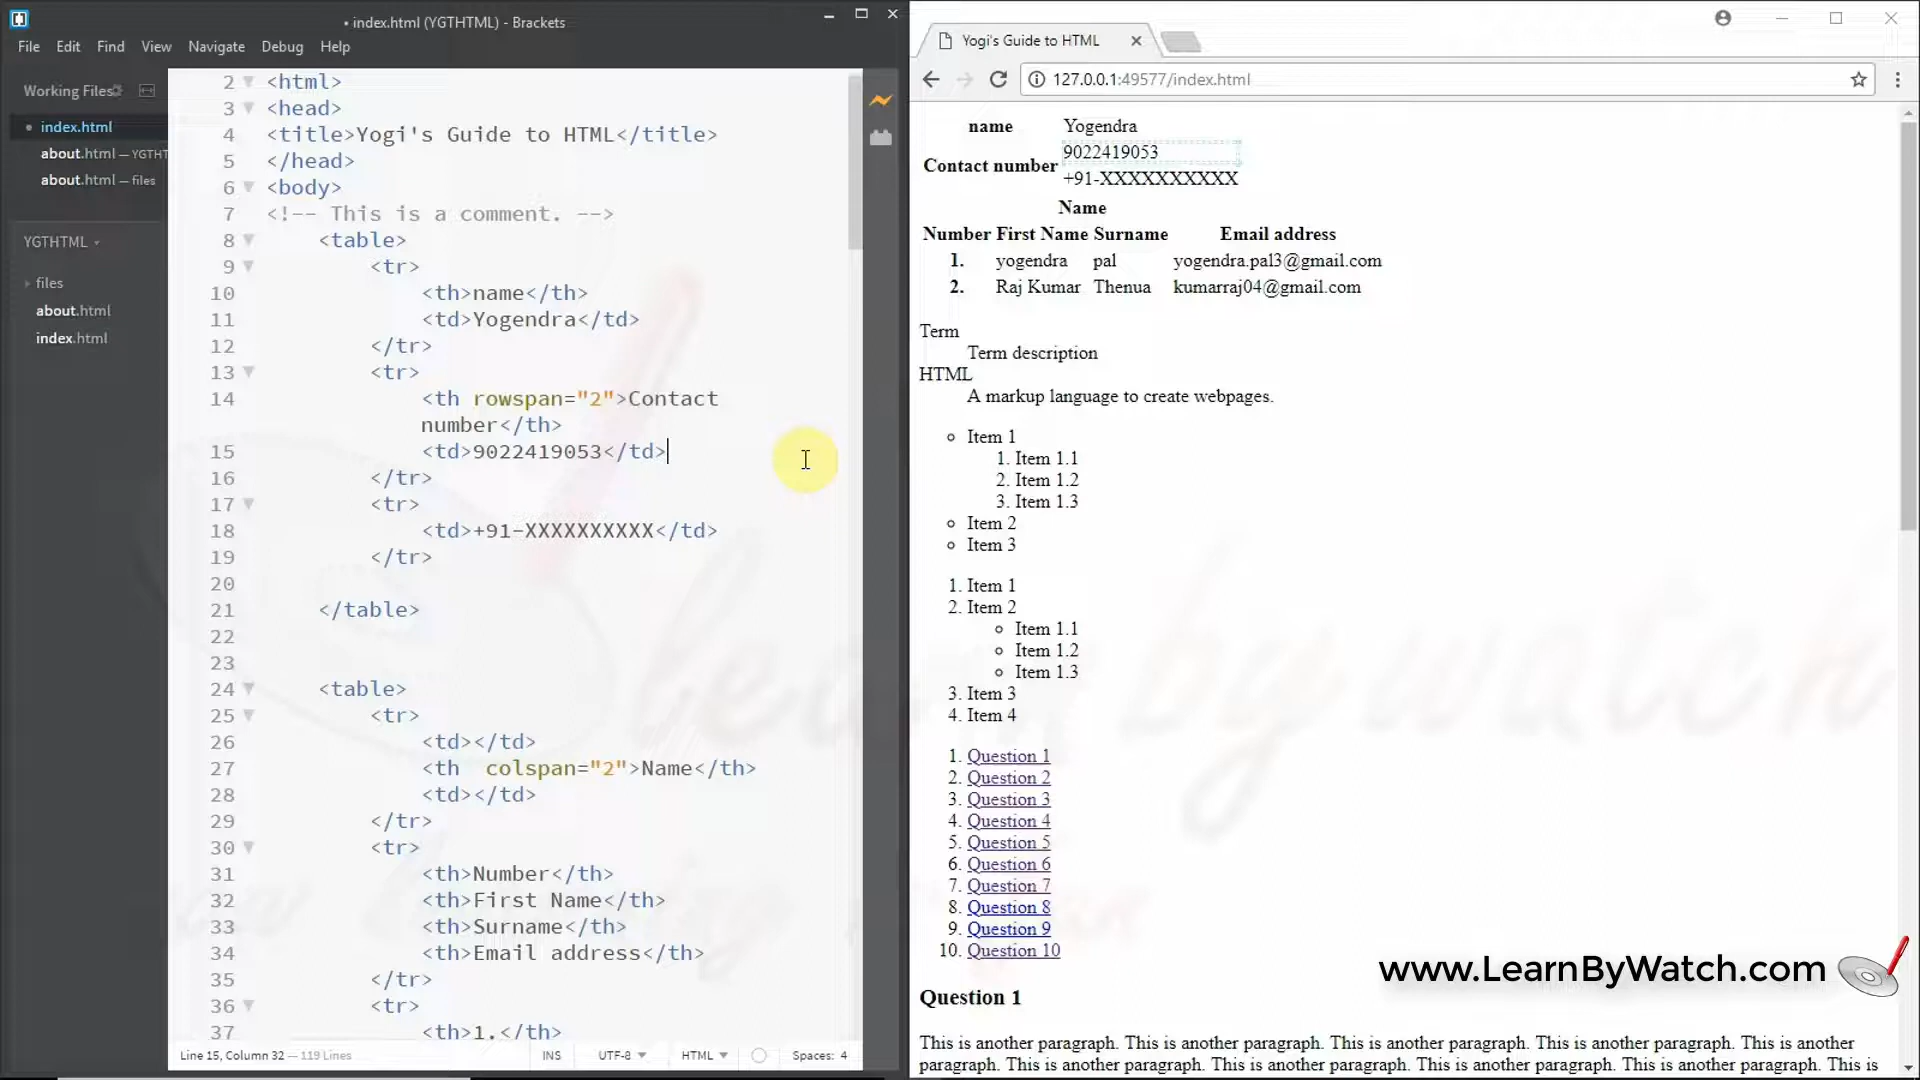 • index.html (YGTHTML) - Brackets
File Edit Find View Navigate Debug Help
Working Files
• index.html
about.html — YGTHT
about.html — files
YGTHTML
files
about.html
index.html
2 <html>
3 <head>
4 <title>Yogi's Guide to HTML</title>
5 </head>
6 <body>
7 <!-- This is a comment. -->
8 <table>
9 <tr>
10 <th>name</th>
11 <td>Yogendra</td>
12 </tr>
13 <tr>
14 <th rowspan="2">Contact
number</th>
15 <td>9022419053</td>
16 </tr>
17 <tr>
18 <td>+91-XXXXXXXXXX</td>
19 </tr>
20
21 </table>
22
23
24 <table>
25 <tr>
26 <td></td>
27 <th  colspan="2">Name</th>
28 <td></td>
29 </tr>
30 <tr>
31 <th>Number</th>
32 <th>First Name</th>
33 <th>Surname</th>
34 <th>Email address</th>
35 </tr>
36 <tr>
37 <th>1.</th>
Line 15, Column 32 — 119 Lines INS UTF-8 HTML Spaces: 4
Yogi's Guide to HTML
127.0.0.1:49577/index.html
name Yogendra
Contact number 9022419053
+91-XXXXXXXXXX
Name
Number First Name Surname Email address
1. yogendra pal yogendra.pal3@gmail.com
2. Raj Kumar Thenua kumarraj04@gmail.com
Term
Term description
HTML
A markup language to create webpages.
Item 1
1. Item 1.1
2. Item 1.2
3. Item 1.3
Item 2
Item 3
1. Item 1
2. Item 2
Item 1.1
Item 1.2
Item 1.3
3. Item 3
4. Item 4
1. Question 1
2. Question 2
3. Question 3
4. Question 4
5. Question 5
6. Question 6
7. Question 7
8. Question 8
9. Question 9
10. Question 10
www.LearnByWatch.com
Question 1
This is another paragraph. This is another paragraph. This is another paragraph. This is another paragraph. This is another
paragraph. This is another paragraph. This is another paragraph. This is another paragraph. This is another paragraph. This is
learn by watch